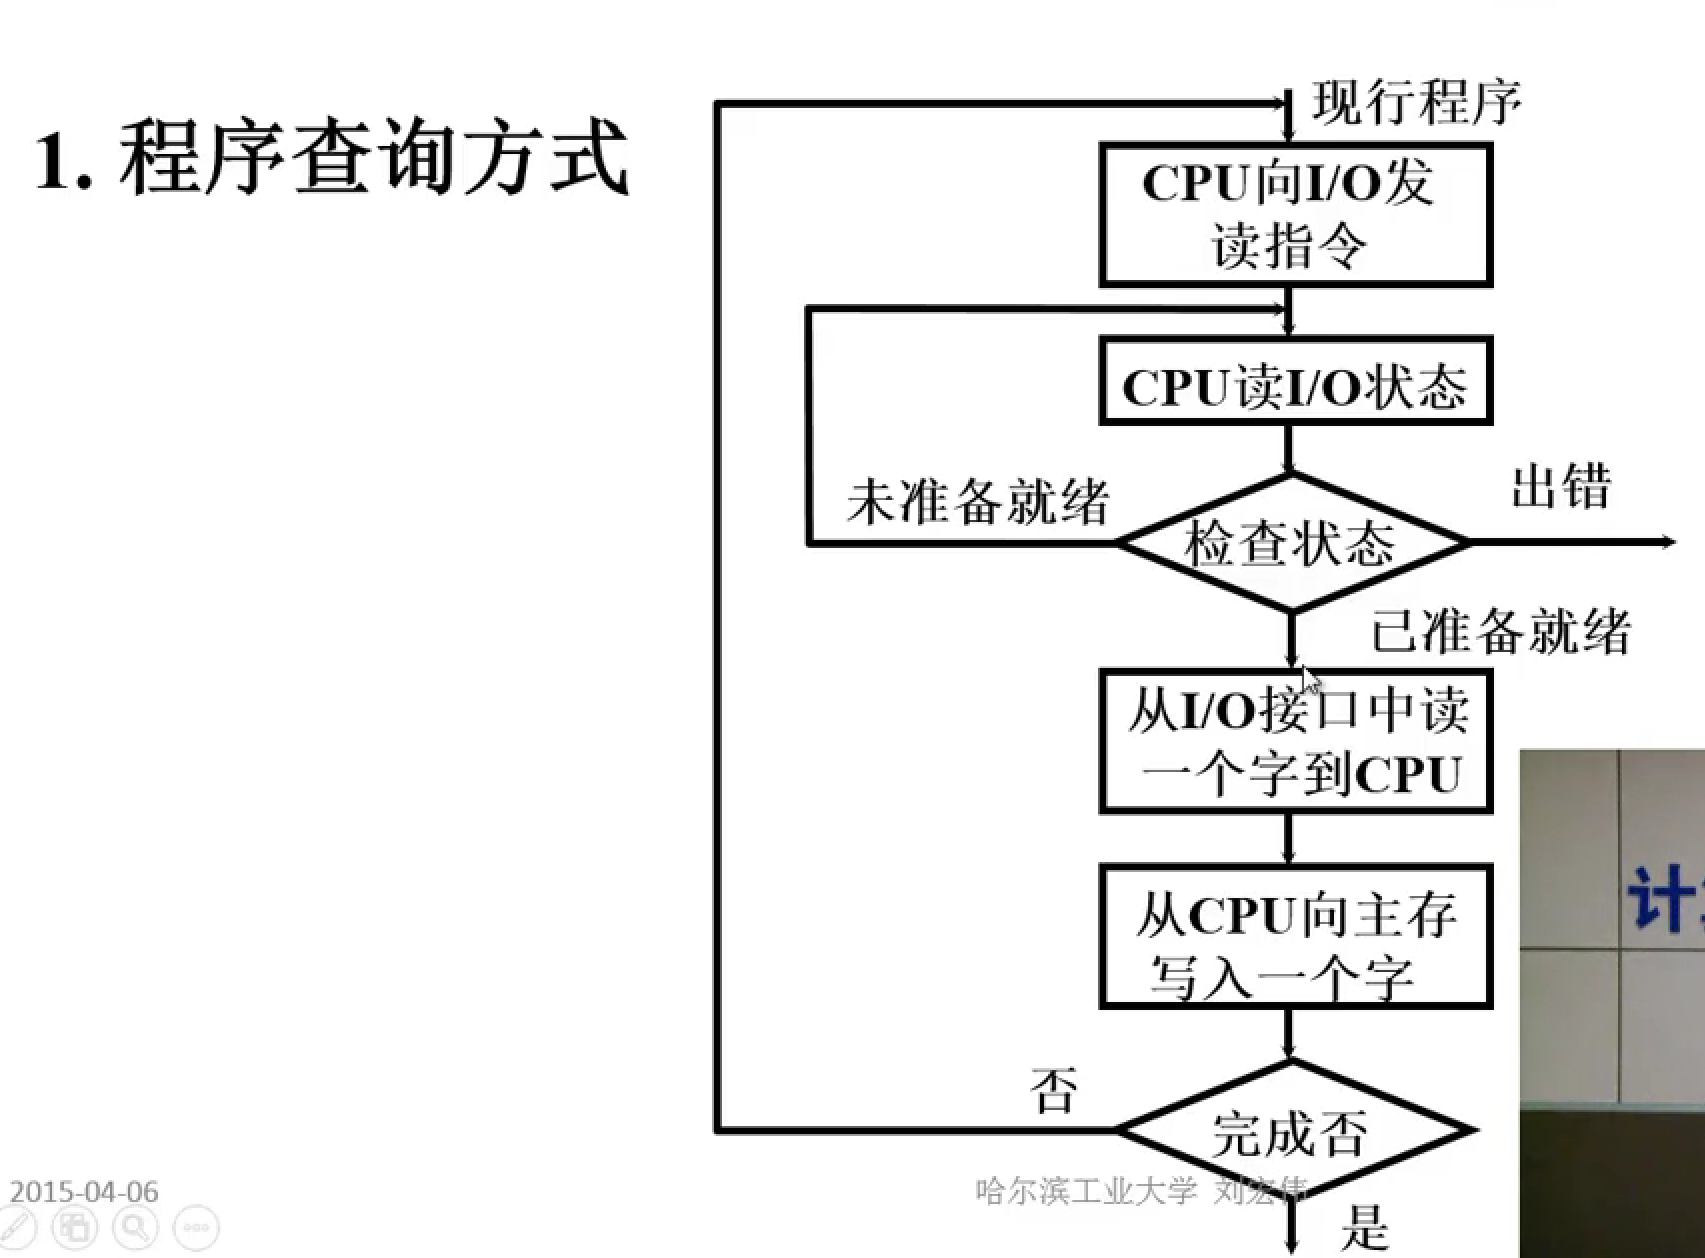 1. 程序查询方式
现行程序
CPU向I/O发
读指令
CPU读I/O状态
未准备就绪
检查状态
出错
已准备就绪
从I/O接口中读
一个字到CPU
从CPU向主存
写入一个字
否
完成否
是
计
2015-04-06
哈尔滨工业大学 刘宏伟